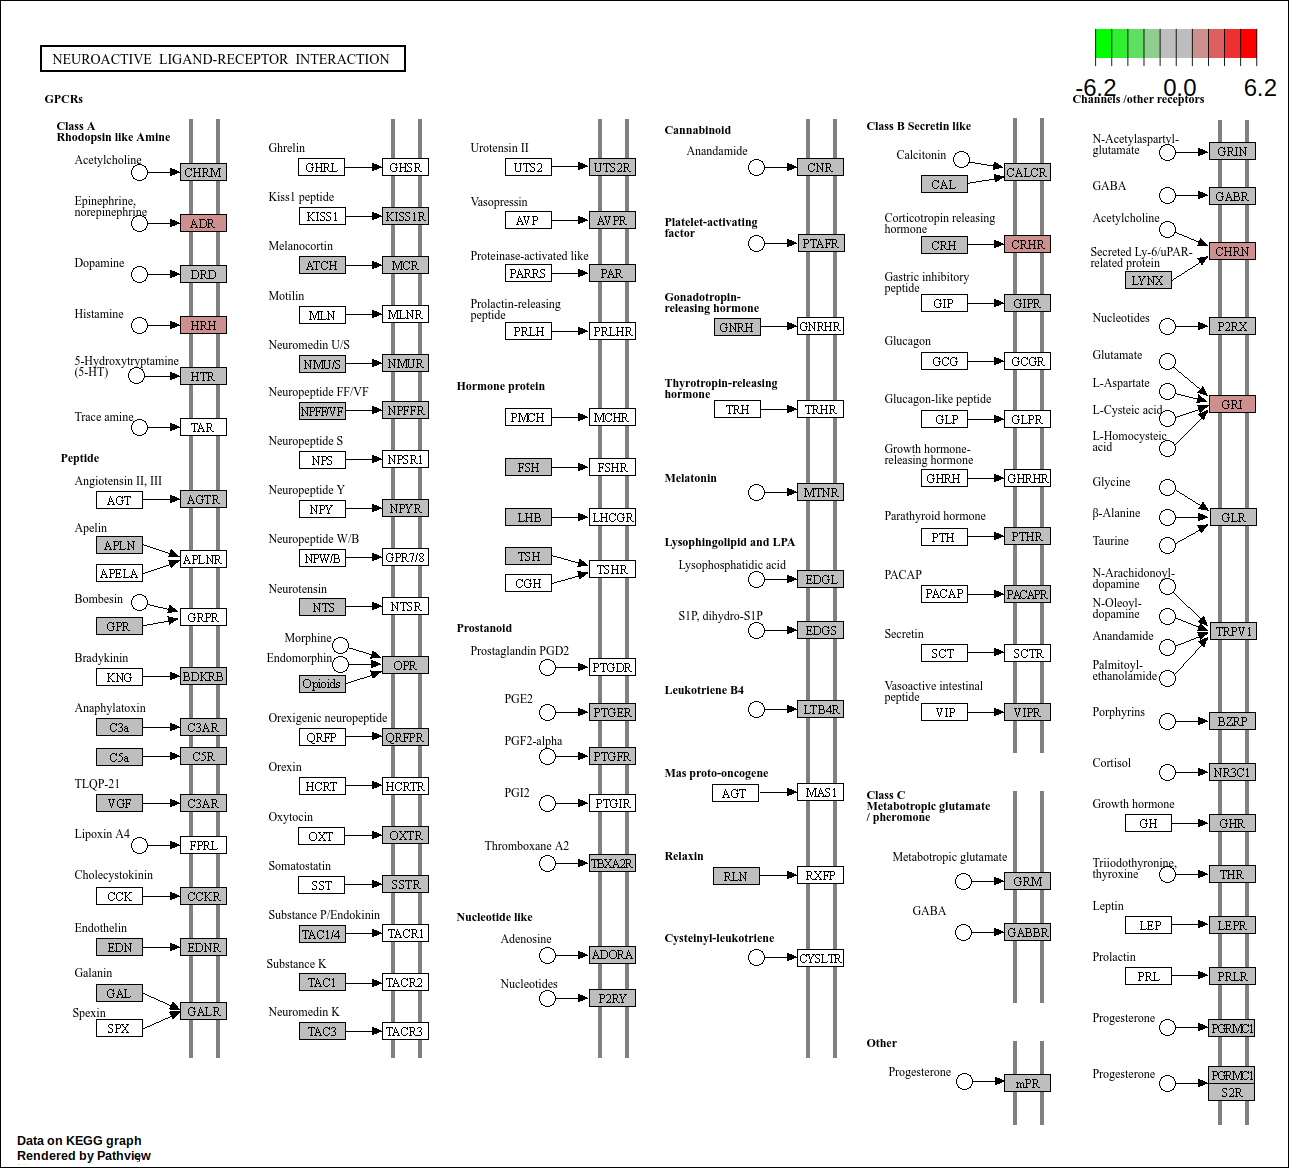 NEUROACTIVE LIGAND-RECEPTOR INTERACTION
-6.2 0.0 6.2
GPCRs
Class A
Rhodopsin like Amine
Acetylcholine
CHRM
Epinephrine,
norepinephrine
ADR
Dopamine
DRD
Histamine
HRH
5-Hydroxytryptamine
(5-HT)
HTR
Trace amine
TAR
Peptide
Angiotensin II, III
AGT AGTR
Apelin
APLN
APELA
APLNR
Bombesin
GPR
GRPR
Bradykinin
KNG BDKRB
Anaphylatoxin
C3a C3AR
C5a C5R
TLQP-21
VGF C3AR
Lipoxin A4
FPRL
Cholecystokinin
CCK CCKR
Endothelin
EDN EDNR
Galanin
GAL
GALR
Spexin
SPX
Ghrelin
GHRL GHSR
Kiss1 peptide
KISS1 KISS1R
Melanocortin
ATCH MCR
Motilin
MLN MLNR
Neuromedin U/S
NMU/S NMUR
Neuropeptide FF/VF
NPFF/VF NPFFR
Neuropeptide S
NPS NPSR1
Neuropeptide Y
NPY NPYR
Neuropeptide W/B
NPW/B GPR7/8
Neurotensin
NTS NTSR
Morphine
Endomorphin
Opioids
OPR
Orexigenic neuropeptide
QRFP QRFPR
Orexin
HCRT HCRTR
Oxytocin
OXT OXTR
Somatostatin
SST SSTR
Substance P/Endokinin
TAC1/4 TACR1
Substance K
TAC1 TACR2
Neuromedin K
TAC3 TACR3
Urotensin II
UTS2 UTS2R
Vasopressin
AVP AVPR
Proteinase-activated like
PARRS PAR
Prolactin-releasing
peptide
PRLH PRLHR
Hormone protein
PMCH MCHR
FSH FSHR
LHB LHCGR
TSH
CGH
TSHR
Prostanoid
Prostaglandin PGD2
PTGDR
PGE2
PTGER
PGF2-alpha
PTGFR
PGI2
PTGIR
Thromboxane A2
TBXA2R
Nucleotide like
Adenosine
ADORA
Nucleotides
P2RY
Cannabinoid
Anandamide
CNR
Platelet-activating
factor
PTAFR
Gonadotropin-
releasing hormone
GNRH GNRHR
Thyrotropin-releasing
hormone
TRH TRHR
Melatonin
MTNR
Lysophingolipid and LPA
Lysophosphatidic acid
EDGL
S1P, dihydro-S1P
EDGS
Leukotriene B4
LTB4R
Mas proto-oncogene
AGT MAS1
Relaxin
RLN RXFP
Cysteinyl-leukotriene
CYSLTR
Class B Secretin like
Calcitonin
CAL
CALCR
Corticotropin releasing
hormone
CRH CRHR
Gastric inhibitory
peptide
GIP GIPR
Glucagon
GCG GCGR
Glucagon-like peptide
GLP GLPR
Growth hormone-
releasing hormone
GHRH GHRHR
Parathyroid hormone
PTH PTHR
PACAP
PACAP PACAPR
Secretin
SCT SCTR
Vasoactive intestinal
peptide
VIP VIPR
Class C
Metabotropic glutamate
/ pheromone
Metabotropic glutamate
GRM
GABA
GABBR
Other
Progesterone
mPR
Channels /other receptors
N-Acetylaspartyl-
glutamate
GRIN
GABA
GABR
Acetylcholine
CHRN
Secreted Ly-6/uPAR-
related protein
LYNX
Nucleotides
P2RX
Glutamate
L-Aspartate
GRI
L-Cysteic acid
L-Homocysteic
acid
Glycine
β-Alanine
GLR
Taurine
N-Arachidonoyl-
dopamine
N-Oleoyl-
dopamine
TRPV1
Anandamide
Palmitoyl-
ethanolamide
Porphyrins
BZRP
Cortisol
NR3C1
Growth hormone
GH GHR
Triiodothyronine,
thyroxine
THR
Leptin
LEP LEPR
Prolactin
PRL PRLR
Progesterone
PGRMC1
Progesterone
PGRMC1
S2R
Data on KEGG graph
Rendered by Pathview